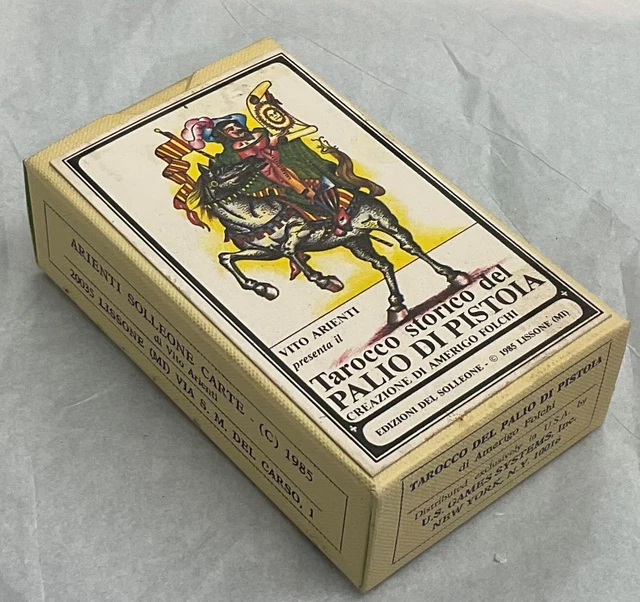 VITO ARIENTI
presenta il
Tarocco storico del
PALIO DI PISTOIA
CREAZIONE DI AMERIGO FOLCHI
EDIZIONI DEL SOLLEONE - © 1985 LISSONE (MI)
ARIENTI SOLLEONE CARTE - (C) 1985
di Vito Arienti
20035 LISSONE (MI) VIA S. M. DEL CARSO, 1
TAROCCO DEL PALIO DI PISTOIA
di Amerigo Folchi
Distributed exclusively in U.S.A. by
U.S. GAMES SYSTEMS, Inc.
NEW YORK, N.Y. 10016